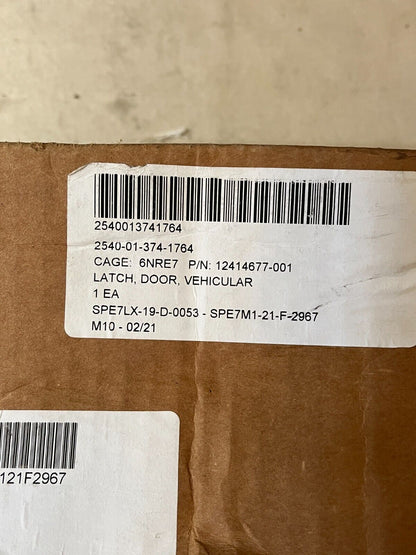 2540013741764
2540-01-374-1764
CAGE: 6NRE7 P/N: 12414677-001
LATCH, DOOR, VEHICULAR
1 EA
SPE7LX-19-D-0053 - SPE7M1-21-F-2967
M10 - 02/21
121F2967